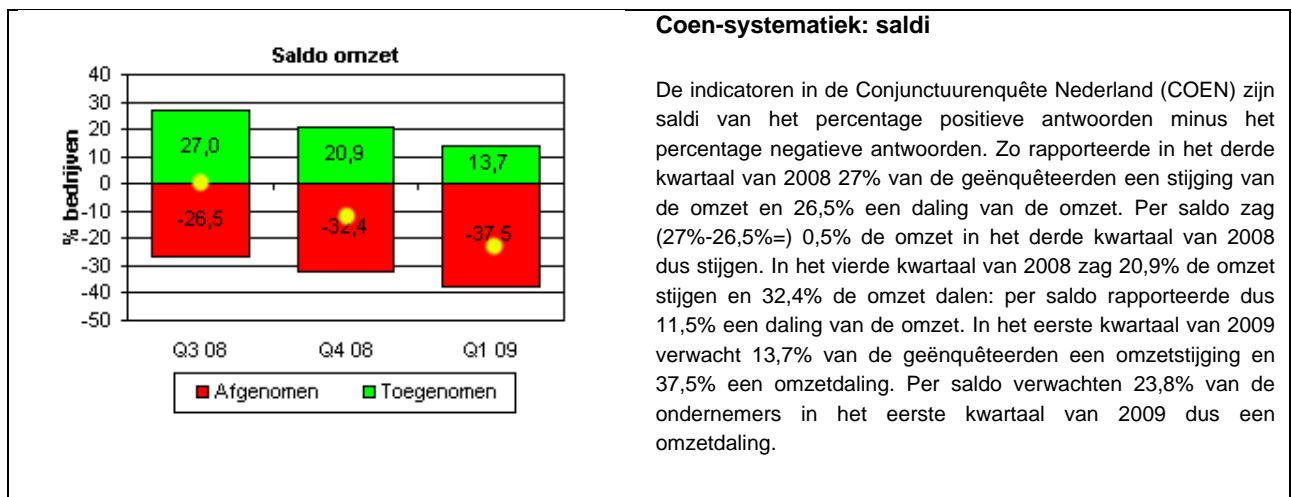 Saldo omzet
40
30
20
10
0
-10
-20
-30
-40
-50
% bedrijven
27,0
20,9
13,7
-26,5
-32,4
-37,5
Q3 08
Q4 08
Q1 09
Afgenomen
Toegenomen
Coen-systematiek: saldi
De indicatoren in de Conjunctuurenquête Nederland (COEN) zijn
saldi van het percentage positieve antwoorden minus het
percentage negatieve antwoorden. Zo rapporteerde in het derde
kwartaal van 2008 27% van de geënquêteerden een stijging van
de omzet en 26,5% een daling van de omzet. Per saldo zag
(27%-26,5%=) 0,5% de omzet in het derde kwartaal van 2008
dus stijgen. In het vierde kwartaal van 2008 zag 20,9% de omzet
stijgen en 32,4% de omzet dalen: per saldo rapporteerde dus
11,5% een daling van de omzet. In het eerste kwartaal van 2009
verwacht 13,7% van de geënquêteerden een omzetstijging en
37,5% een omzetdaling. Per saldo verwachten 23,8% van de
ondernemers in het eerste kwartaal van 2009 dus een
omzetdaling.